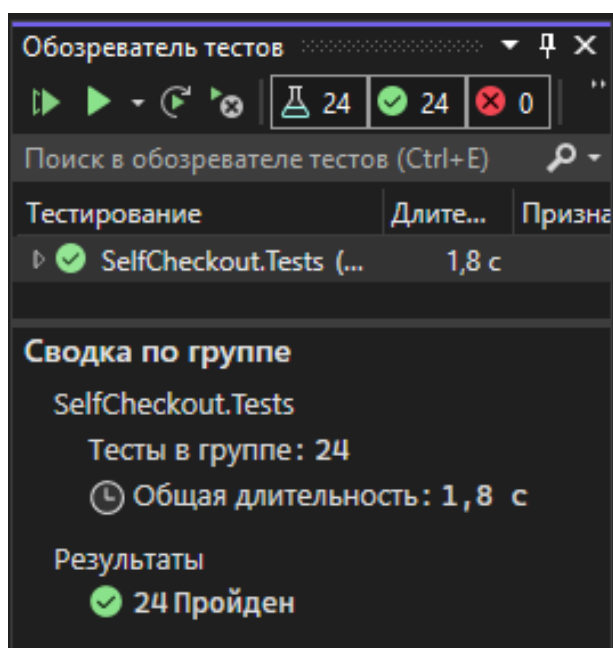 Обозреватель тестов
24 24 0
Поиск в обозревателе тестов (Ctrl+E)
Тестирование Длите... Призна
SelfCheckout.Tests (... 1,8 с
Сводка по группе
SelfCheckout.Tests
Тесты в группе: 24
Общая длительность: 1,8 с
Результаты
24 Пройден